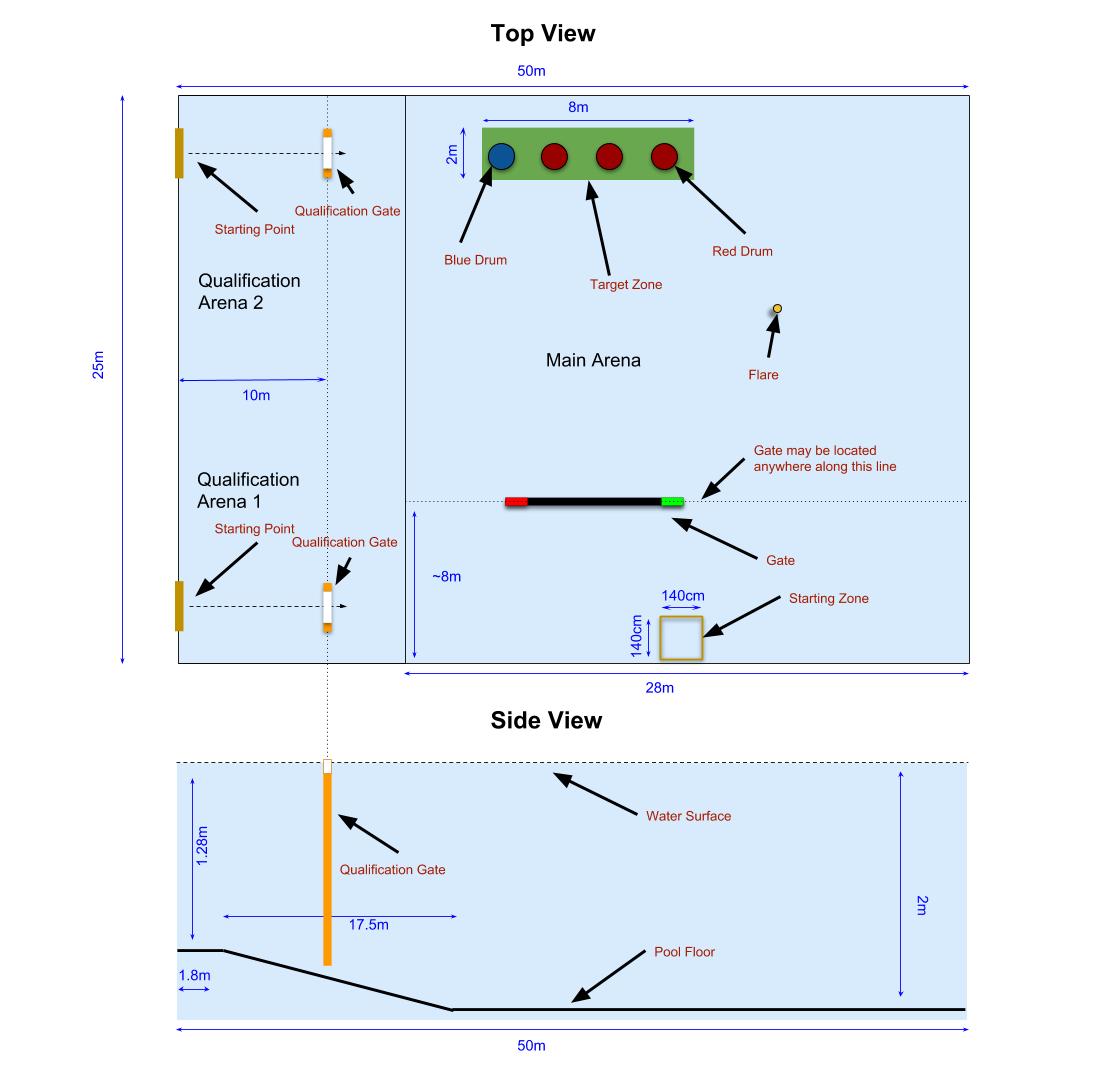 Top View
50m
8m
2m
25m
Starting Point
Qualification Gate
Blue Drum
Target Zone
Red Drum
Qualification
Arena 2
Main Arena
Flare
10m
Gate may be located
anywhere along this line
Qualification
Arena 1
Starting Point
Qualification Gate
~8m
Gate
140cm
140cm
Starting Zone
28m
Side View
1.28m
Water Surface
Qualification Gate
2m
17.5m
Pool Floor
1.8m
50m